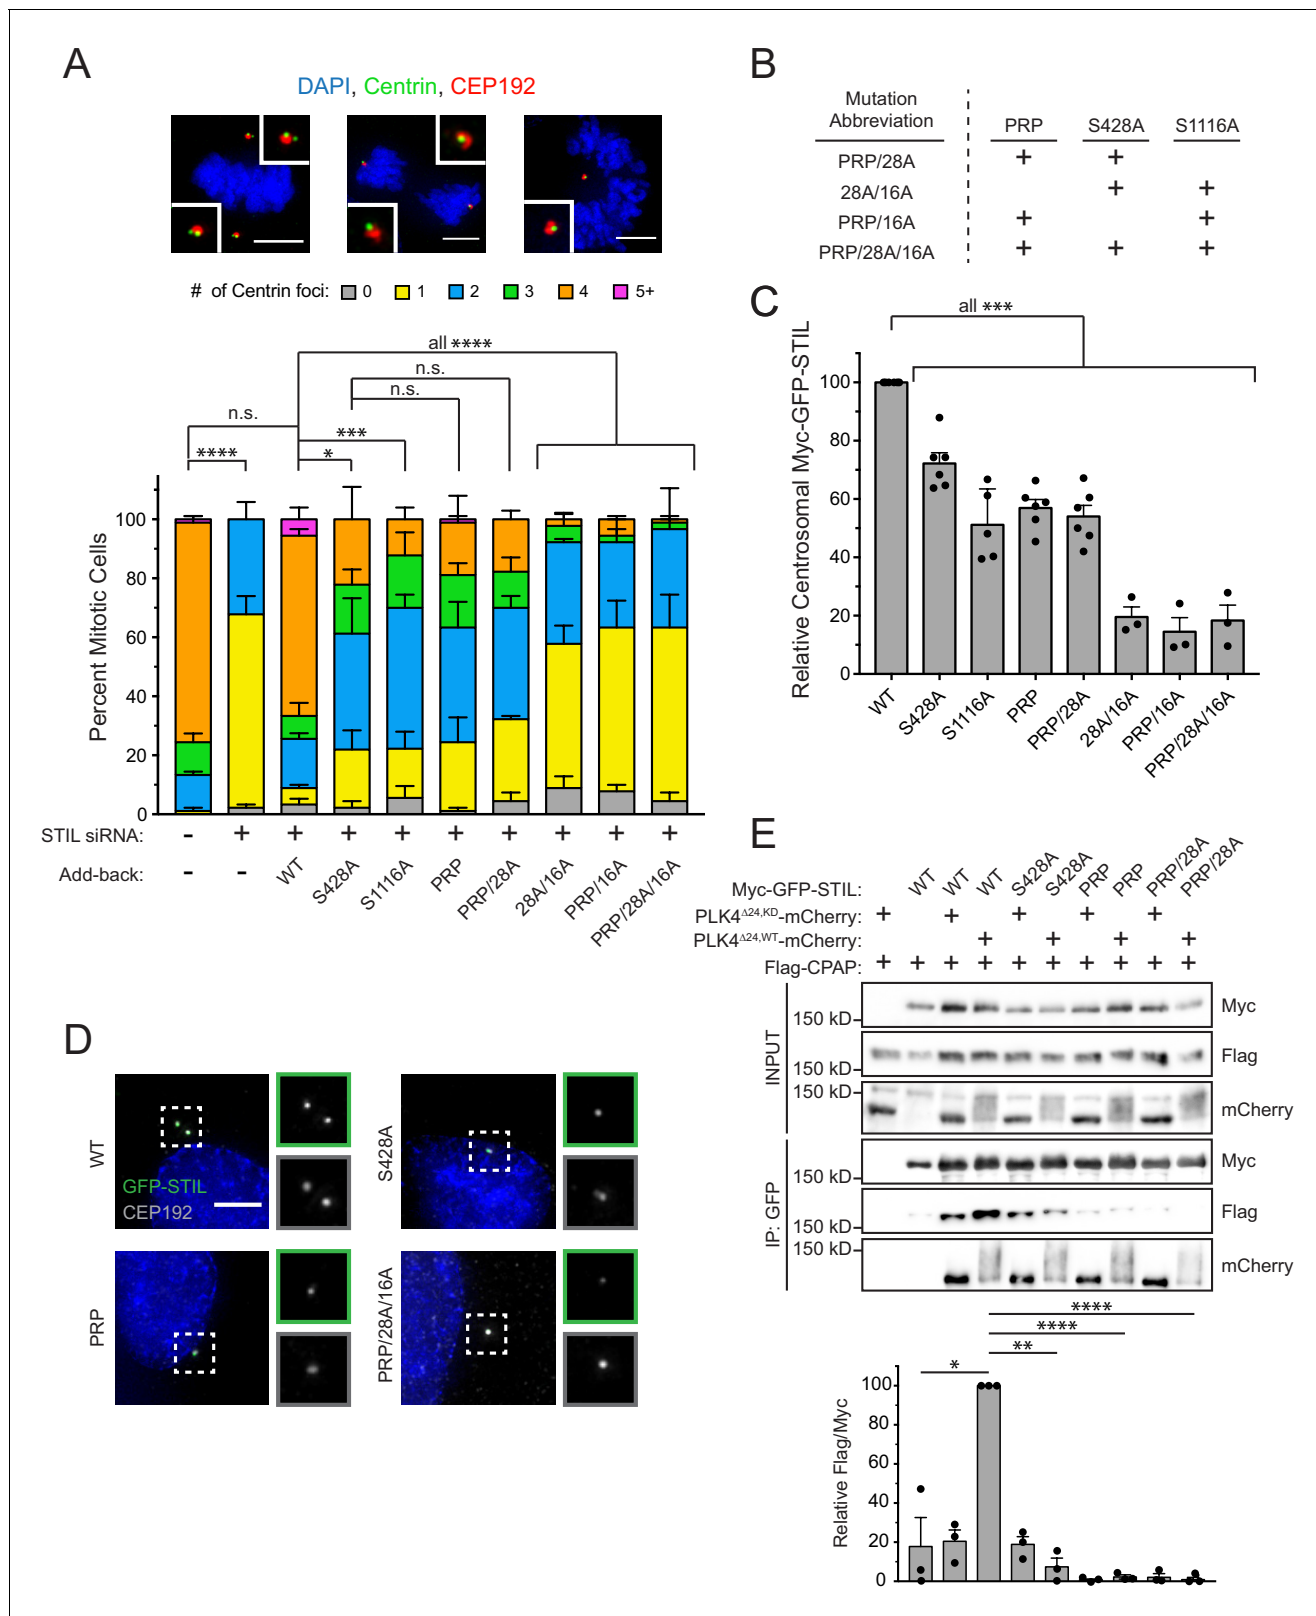 A
DAPI, Centrin, CEP192
# of Centrin foci: 0 1 2 3 4 5+
all ****
n.s.
n.s.
n.s.
****
***
*
Percent Mitotic Cells
100
80
60
40
20
0
STIL siRNA: - + + + + + + + + +
Add-back: - - WT S428A S1116A PRP PRP/28A 28A/16A PRP/16A PRP/28A/16A
B
Mutation Abbreviation PRP S428A S1116A
PRP/28A + +
28A/16A + +
PRP/16A + +
PRP/28A/16A + + +
C
all ***
Relative Centrosomal Myc-GFP-STIL
100
80
60
40
20
0
WT S428A S1116A PRP PRP/28A 28A/16A PRP/16A PRP/28A/16A
D
WT
GFP-STIL
CEP192
S428A
PRP
PRP/28A/16A
E
Myc-GFP-STIL: WT WT WT S428A S428A PRP PRP PRP/28A PRP/28A
PLK4Δ24,KD-mCherry: + + + + +
PLK4Δ24,WT-mCherry: + + + +
Flag-CPAP: + + + + + + + + + +
INPUT
150 kD Myc
150 kD Flag
150 kD mCherry
IP: GFP
150 kD Myc
150 kD Flag
150 kD mCherry
****
****
**
*
Relative Flag/Myc
100
80
60
40
20
0